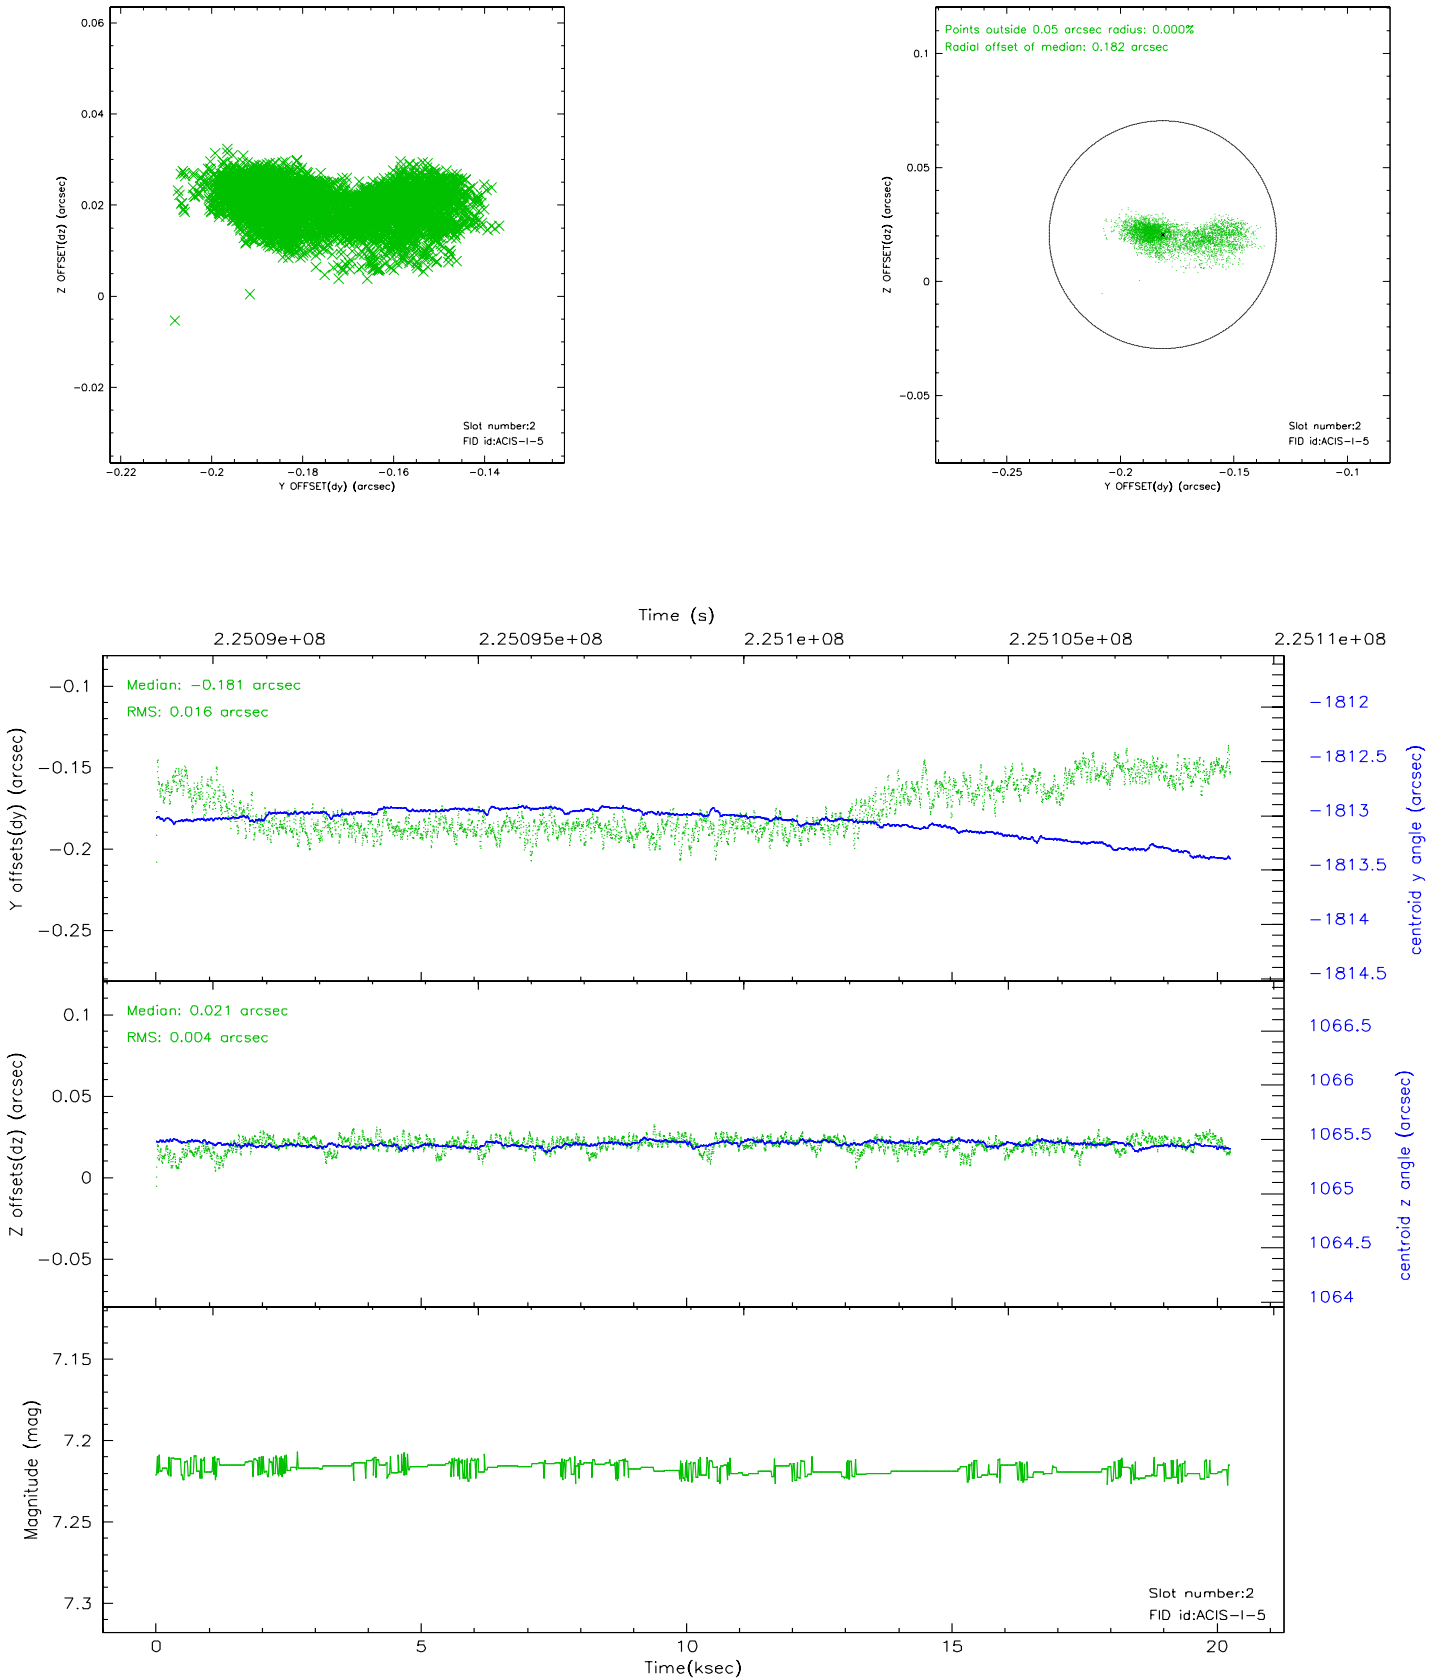 0.06
0.04
0.02
0
−0.02
Z OFFSET(dz) (arcsec)
Slot number:2
FID id:ACIS−I−5
−0.22 −0.2 −0.18 −0.16 −0.14
Y OFFSET(dy) (arcsec)
Points outside 0.05 arcsec radius: 0.000%
Radial offset of median: 0.182 arcsec
0.1
0.05
0
−0.05
Z OFFSET(dz) (arcsec)
Slot number:2
FID id:ACIS−I−5
−0.25 −0.2 −0.15 −0.1
Y OFFSET(dy) (arcsec)
Time (s)
2.2509e+08 2.25095e+08 2.251e+08 2.25105e+08 2.2511e+08
Median: −0.181 arcsec
RMS: 0.016 arcsec
−0.1
−0.15
−0.2
−0.25
Y offsets(dy) (arcsec)
−1812
−1812.5
−1813
−1813.5
−1814
−1814.5
centroid y angle (arcsec)
Median: 0.021 arcsec
RMS: 0.004 arcsec
0.1
0.05
0
−0.05
Z offsets(dz) (arcsec)
1066.5
1066
1065.5
1065
1064.5
1064
centroid z angle (arcsec)
7.15
7.2
7.25
7.3
Magnitude (mag)
Slot number:2
FID id:ACIS−I−5
0 5 10 15 20
Time(ksec)